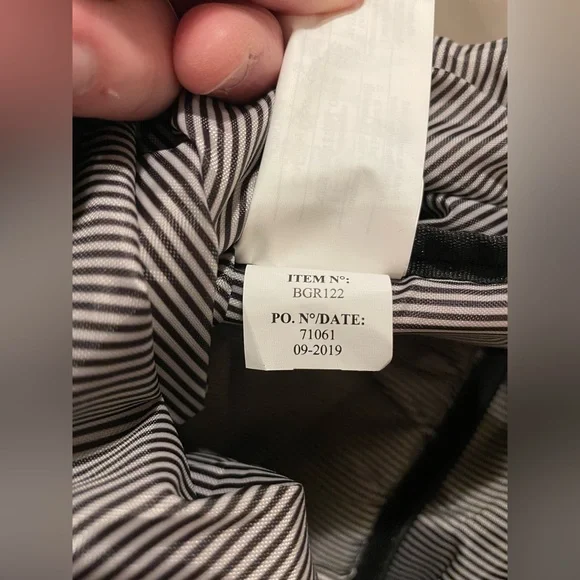 ITEM N°:
BGR122
PO. N°/DATE:
71061
09-2019